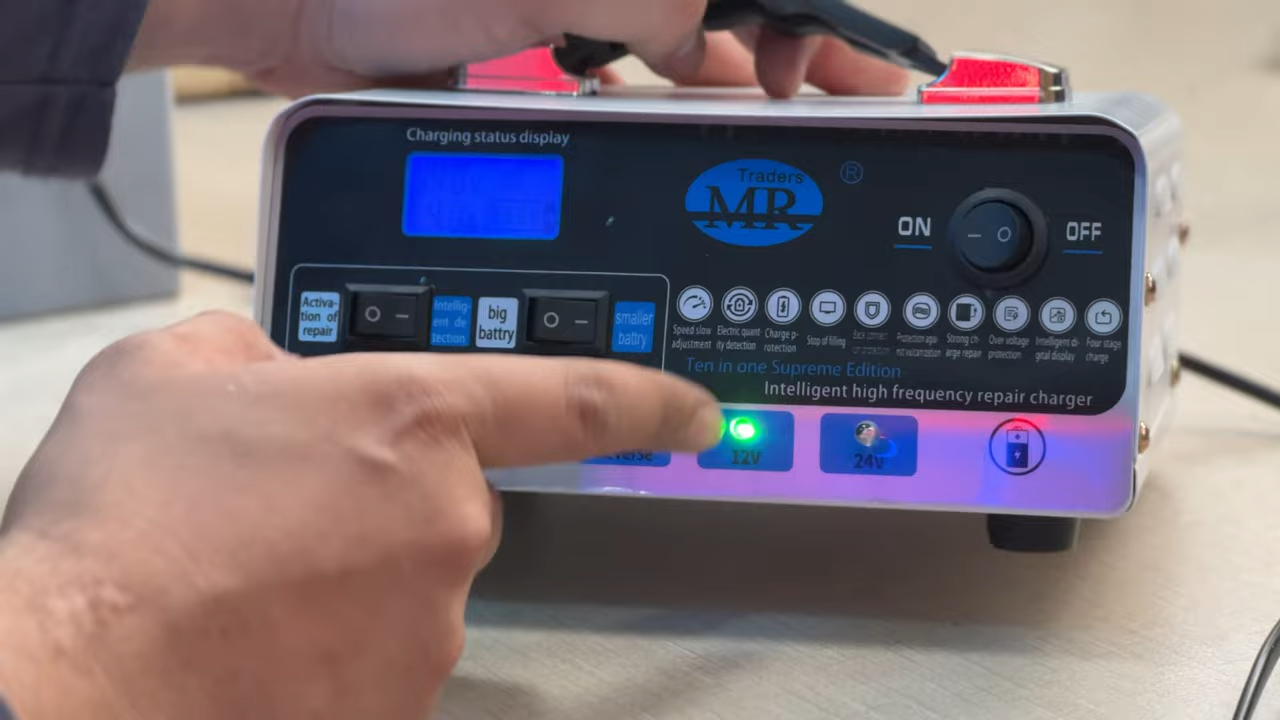 Charging status display
Traders
MR
®
ON
OFF
Activa-
tion of
repair
Intellig
ent de
tection
big
battry
smaller
baltry
Speed slow
adjustment
Electric quant
ity detection
Charge p-
rotection
Stop of filling
Protection agai
nst vulcanization
Strong ch-
arge repair
Over voltage
protection
Intelligent di
gital display
Four stage
charge
Ten in one Supreme Edition
Intelligent high frequency repair charger
12V
24V